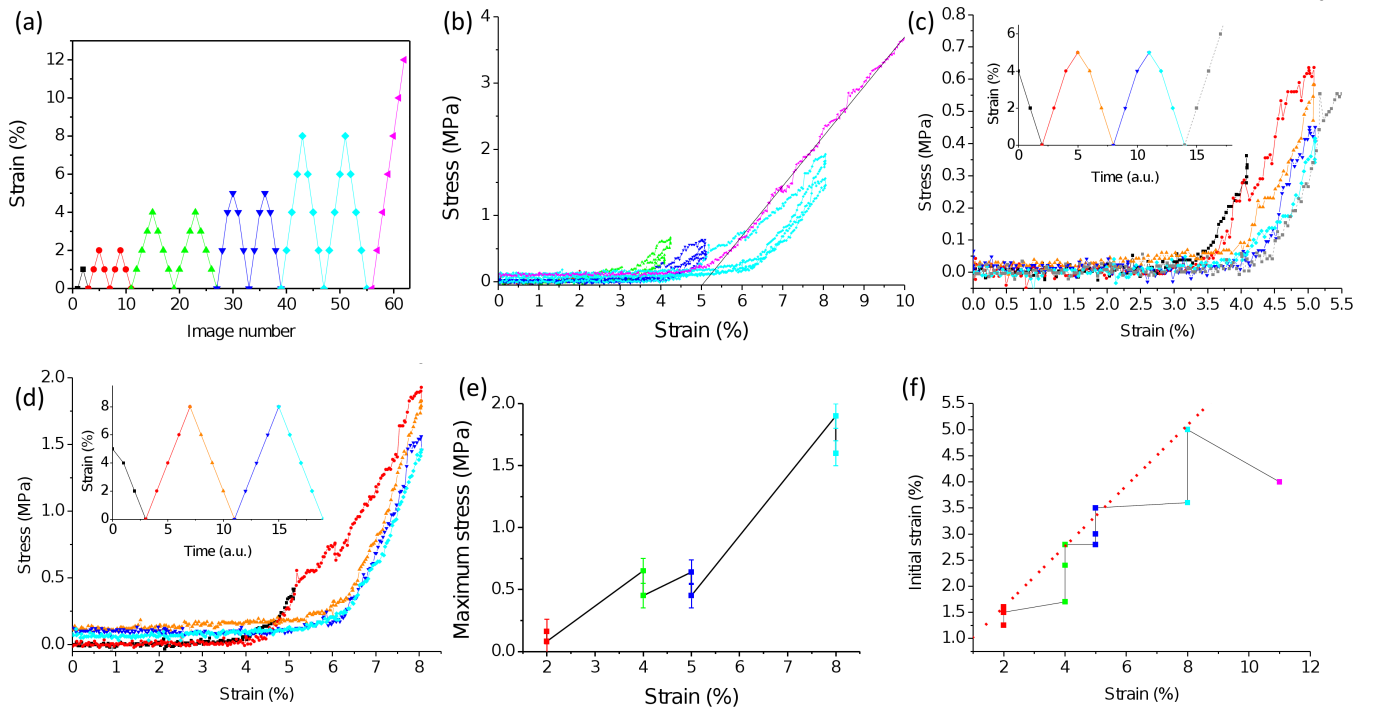 (a)
Strain (%)
12
10
8
6
4
2
0
0 10 20 30 40 50 60
Image number
(b)
Stress (MPa)
4
3
2
1
0
0 1 2 3 4 5 6 7 8 9 10
Strain (%)
(c)
Stress (MPa)
0.8
0.7
0.6
0.5
0.4
0.3
0.2
0.1
0.0
0.0 0.5 1.0 1.5 2.0 2.5 3.0 3.5 4.0 4.5 5.0 5.5
Strain (%)
Strain (%)
6
4
2
0
0 5 10 15
Time (a.u.)
(d)
Stress (MPa)
2.0
1.5
1.0
0.5
0.0
0 1 2 3 4 5 6 7 8
Strain (%)
Strain (%)
8
6
4
2
0
0 5 10 15
Time (a.u.)
(e)
Maximum stress (MPa)
2.0
1.5
1.0
0.5
0.0
2 3 4 5 6 7 8
Strain (%)
(f)
Initial strain (%)
5.5
5.0
4.5
4.0
3.5
3.0
2.5
2.0
1.5
1.0
2 4 6 8 10 12
Strain (%)